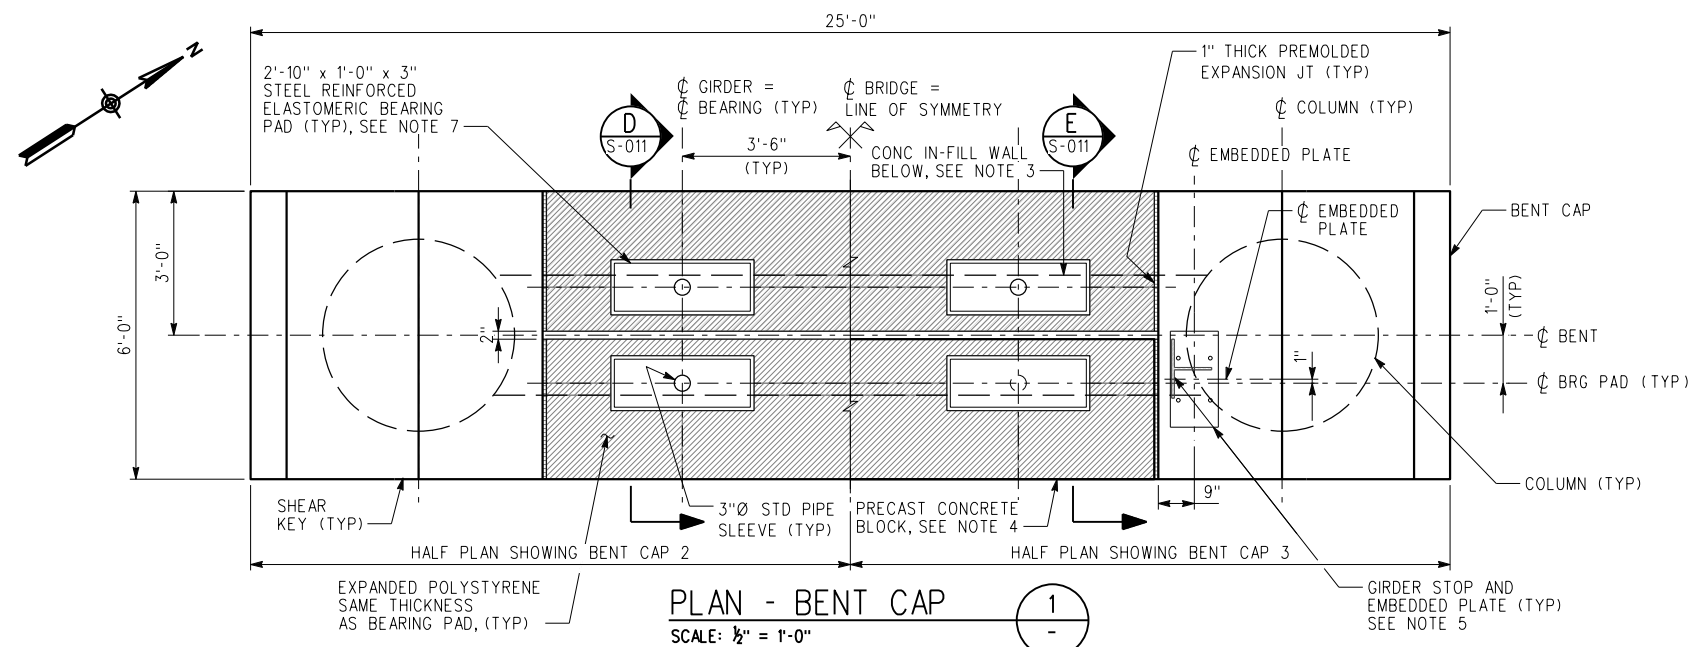 25'-0"
N
2'-10" x 1'-0" x 3"
STEEL REINFORCED
ELASTOMERIC BEARING
PAD (TYP), SEE NOTE 7
℄ GIRDER =
℄ BEARING (TYP)
℄ BRIDGE =
LINE OF SYMMETRY
1" THICK PREMOLDED
EXPANSION JT (TYP)
℄ COLUMN (TYP)
D
S-011
E
S-011
3'-6"
(TYP)
CONC IN-FILL WALL
BELOW, SEE NOTE 3
℄ EMBEDDED PLATE
℄ EMBEDDED
PLATE
BENT CAP
3'-0"
6'-0"
2"
1'-0"
(TYP)
1"
℄ BENT
℄ BRG PAD (TYP)
COLUMN (TYP)
9"
SHEAR
KEY (TYP)
3"Ø STD PIPE
SLEEVE (TYP)
PRECAST CONCRETE
BLOCK, SEE NOTE 4
HALF PLAN SHOWING BENT CAP 2
HALF PLAN SHOWING BENT CAP 3
EXPANDED POLYSTYRENE
SAME THICKNESS
AS BEARING PAD, (TYP)
GIRDER STOP AND
EMBEDDED PLATE (TYP)
SEE NOTE 5
PLAN - BENT CAP
SCALE: ½" = 1'-0"
1
-